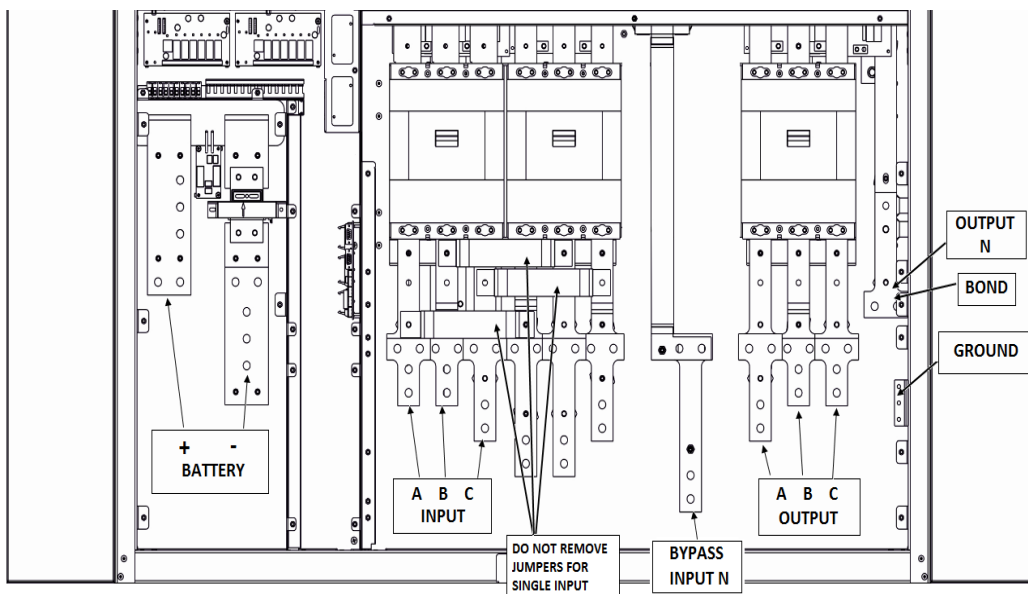 OUTPUT
N
BOND
GROUND
+ -
BATTERY
A B C
INPUT
DO NOT REMOVE
JUMPERS FOR
SINGLE INPUT
BYPASS
INPUT N
A B C
OUTPUT